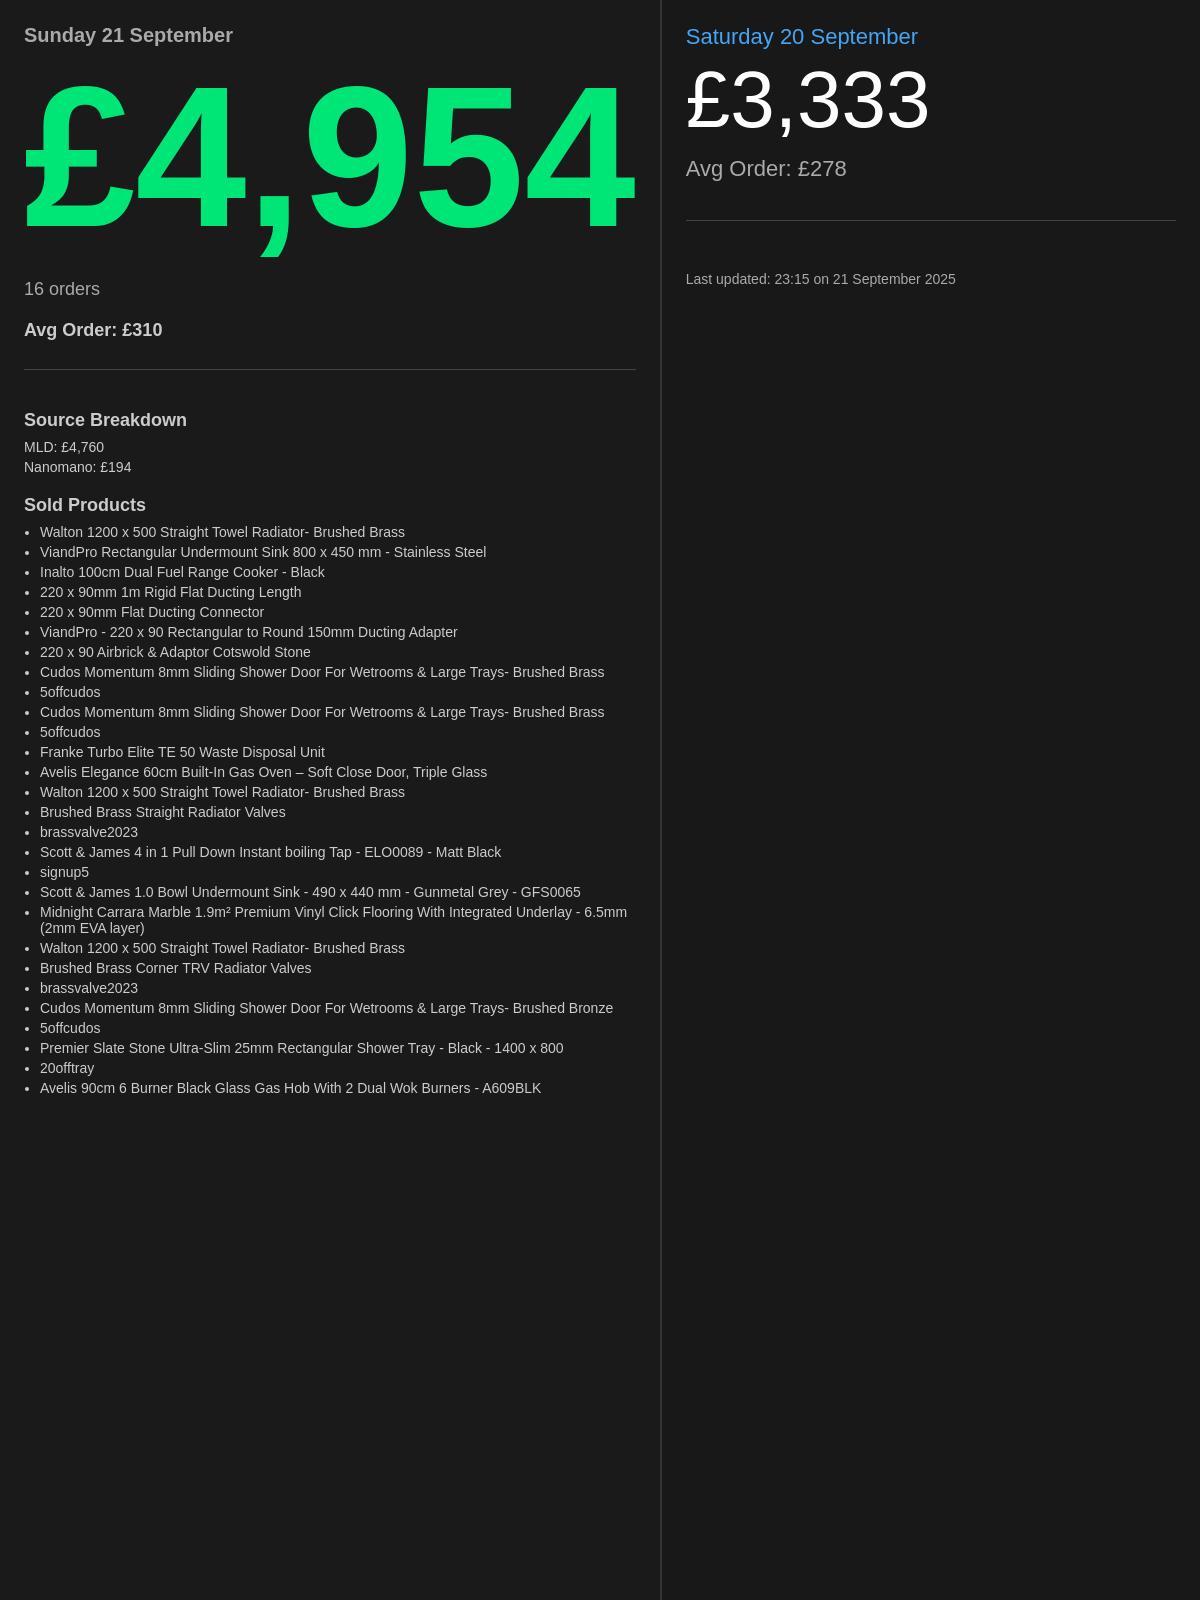 Sunday 21 September
£4,954
16 orders
Avg Order: £310
Source Breakdown
MLD: £4,760
Nanomano: £194
Sold Products
• Walton 1200 x 500 Straight Towel Radiator- Brushed Brass
• ViandPro Rectangular Undermount Sink 800 x 450 mm - Stainless Steel
• Inalto 100cm Dual Fuel Range Cooker - Black
• 220 x 90mm 1m Rigid Flat Ducting Length
• 220 x 90mm Flat Ducting Connector
• ViandPro - 220 x 90 Rectangular to Round 150mm Ducting Adapter
• 220 x 90 Airbrick & Adaptor Cotswold Stone
• Cudos Momentum 8mm Sliding Shower Door For Wetrooms & Large Trays- Brushed Brass
• 5offcudos
• Cudos Momentum 8mm Sliding Shower Door For Wetrooms & Large Trays- Brushed Brass
• 5offcudos
• Franke Turbo Elite TE 50 Waste Disposal Unit
• Avelis Elegance 60cm Built-In Gas Oven – Soft Close Door, Triple Glass
• Walton 1200 x 500 Straight Towel Radiator- Brushed Brass
• Brushed Brass Straight Radiator Valves
• brassvalve2023
• Scott & James 4 in 1 Pull Down Instant boiling Tap - ELO0089 - Matt Black
• signup5
• Scott & James 1.0 Bowl Undermount Sink - 490 x 440 mm - Gunmetal Grey - GFS0065
• Midnight Carrara Marble 1.9m² Premium Vinyl Click Flooring With Integrated Underlay - 6.5mm
(2mm EVA layer)
• Walton 1200 x 500 Straight Towel Radiator- Brushed Brass
• Brushed Brass Corner TRV Radiator Valves
• brassvalve2023
• Cudos Momentum 8mm Sliding Shower Door For Wetrooms & Large Trays- Brushed Bronze
• 5offcudos
• Premier Slate Stone Ultra-Slim 25mm Rectangular Shower Tray - Black - 1400 x 800
• 20offtray
• Avelis 90cm 6 Burner Black Glass Gas Hob With 2 Dual Wok Burners - A609BLK
Saturday 20 September
£3,333
Avg Order: £278
Last updated: 23:15 on 21 September 2025